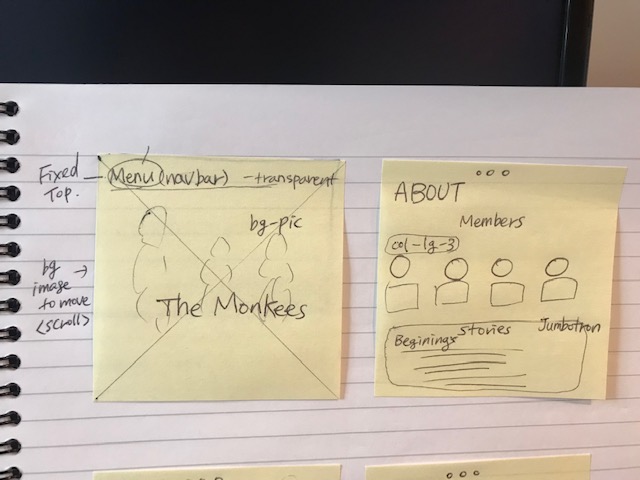 Fixed
Top.
Menu (navbar) - transparent
bg-pic
bg
image
to move
<scroll>
The Monkees
ABOUT
Members
col-lg-3
Beginings stories Jumbotron